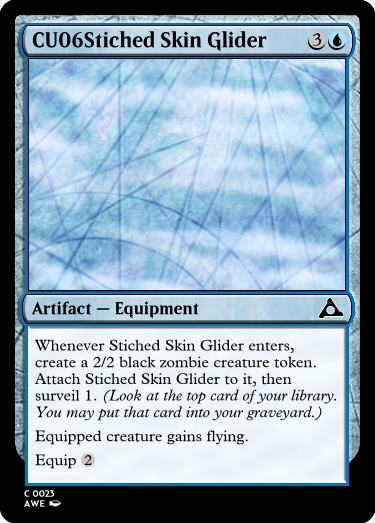 CU06Stiched Skin Glider 3
Artifact — Equipment
Whenever Stiched Skin Glider enters,
create a 2/2 black zombie creature token.
Attach Stiched Skin Glider to it, then
surveil 1. (Look at the top card of your library.
You may put that card into your graveyard.)
Equipped creature gains flying.
Equip 2
C 0023
AWE